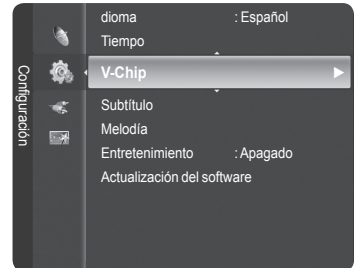 Configuración
dioma : Español
Tiempo
V-Chip
Subtítulo
Melodía
Entretenimiento : Apagado
Actualización del software